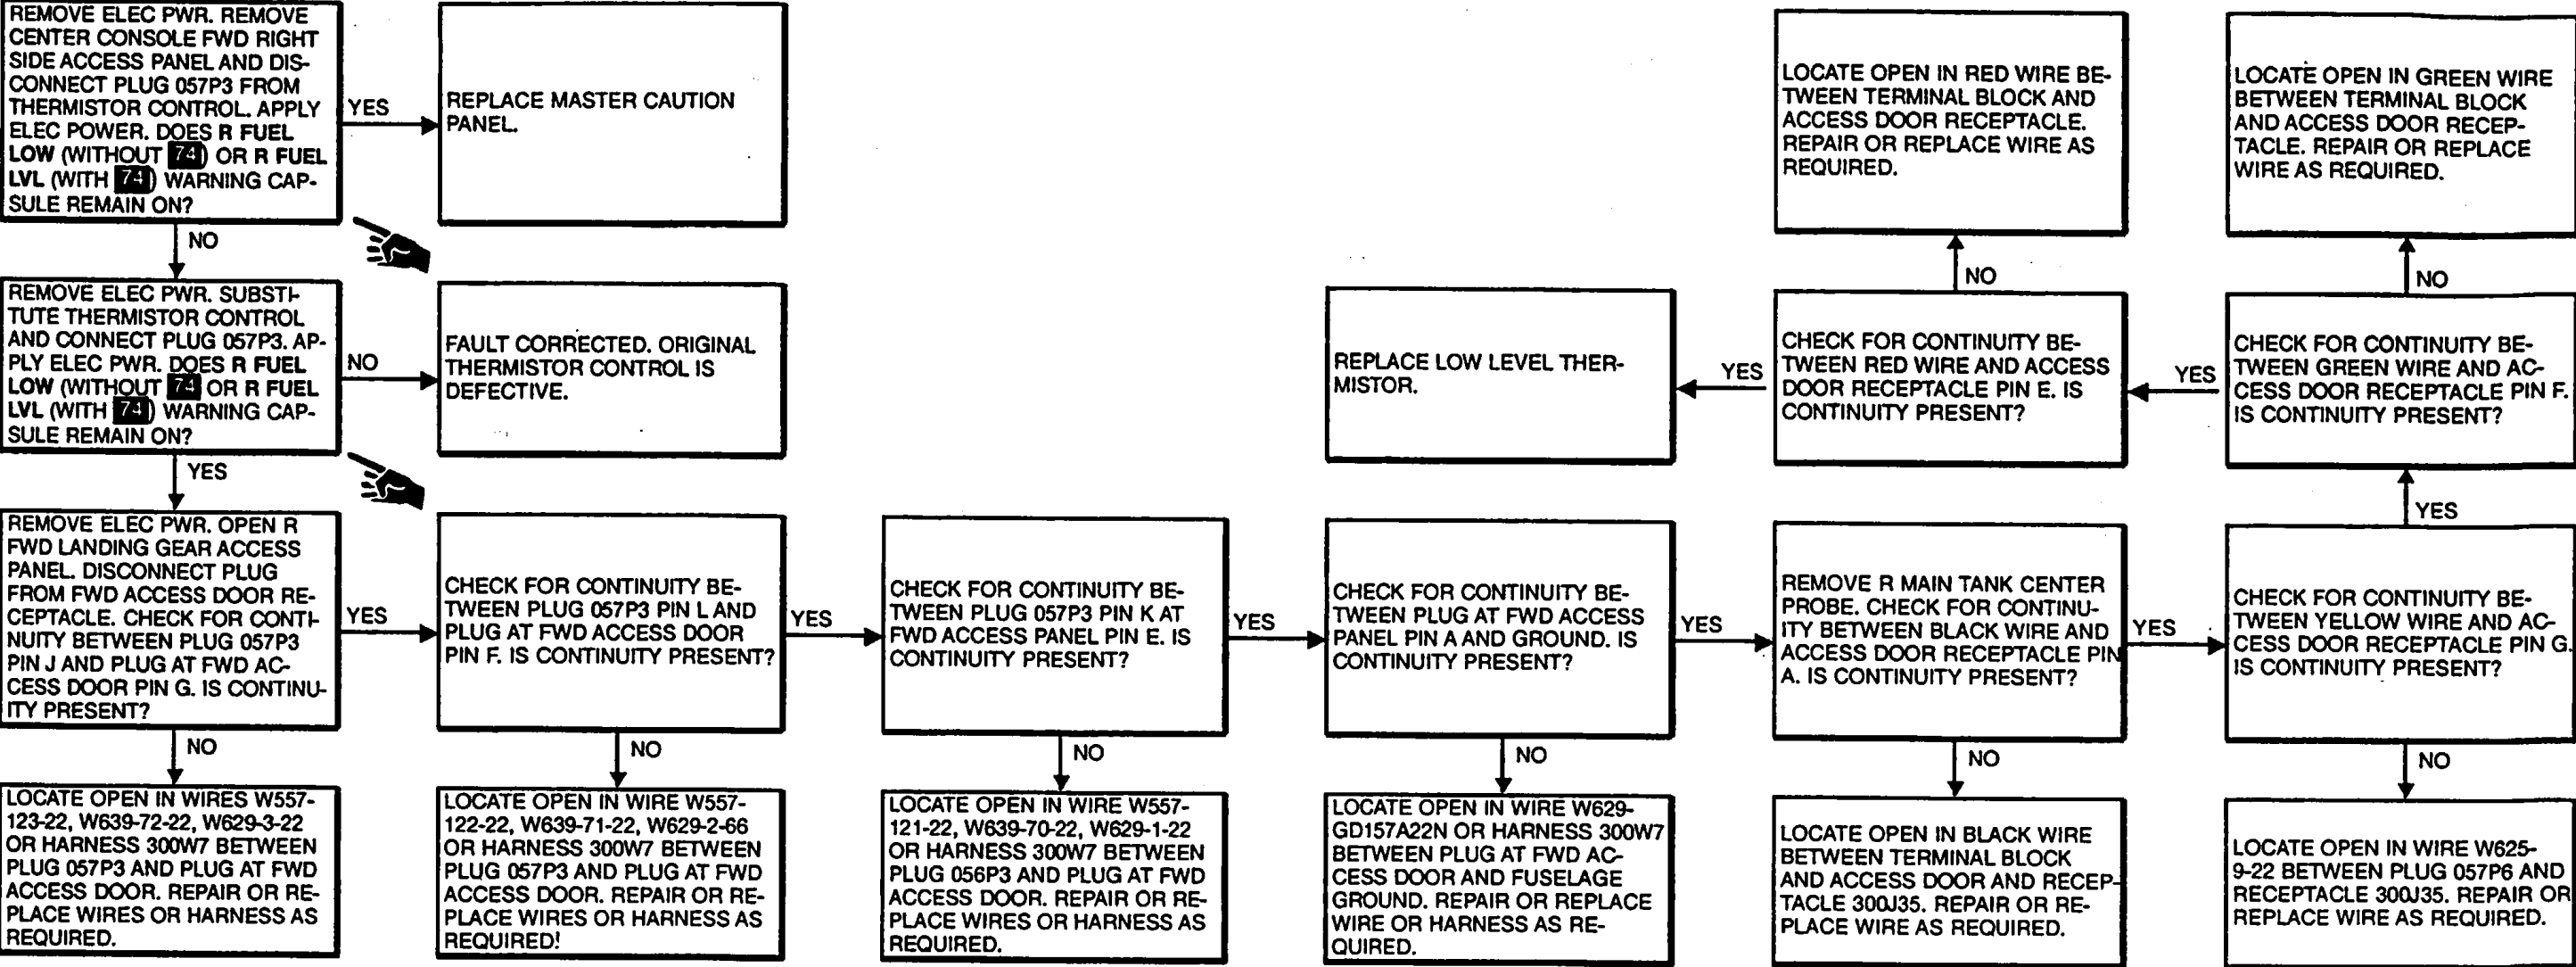 REMOVE ELEC PWR. REMOVE
CENTER CONSOLE FWD RIGHT
SIDE ACCESS PANEL AND DIS-
CONNECT PLUG 057P3 FROM
THERMISTOR CONTROL. APPLY
ELEC POWER. DOES R FUEL
LOW (WITHOUT 74) OR R FUEL
LVL (WITH 74) WARNING CAP-
SULE REMAIN ON?
YES
REPLACE MASTER CAUTION
PANEL.
NO
REMOVE ELEC PWR. SUBSTI-
TUTE THERMISTOR CONTROL
AND CONNECT PLUG 057P3. AP-
PLY ELEC PWR. DOES R FUEL
LOW (WITHOUT 74 OR R FUEL
LVL (WITH 74) WARNING CAP-
SULE REMAIN ON?
NO
FAULT CORRECTED. ORIGINAL
THERMISTOR CONTROL IS
DEFECTIVE.
YES
REMOVE ELEC PWR. OPEN R
FWD LANDING GEAR ACCESS
PANEL. DISCONNECT PLUG
FROM FWD ACCESS DOOR RE-
CEPTACLE. CHECK FOR CONTI-
NUITY BETWEEN PLUG 057P3
PIN J AND PLUG AT FWD AC-
CESS DOOR PIN G. IS CONTINU-
ITY PRESENT?
NO
LOCATE OPEN IN WIRES W557-
123-22, W639-72-22, W629-3-22
OR HARNESS 300W7 BETWEEN
PLUG 057P3 AND PLUG AT FWD
ACCESS DOOR. REPAIR OR RE-
PLACE WIRES OR HARNESS AS
REQUIRED.
YES
CHECK FOR CONTINUITY BE-
TWEEN PLUG 057P3 PIN L AND
PLUG AT FWD ACCESS DOOR
PIN F. IS CONTINUITY PRESENT?
NO
LOCATE OPEN IN WIRE W557-
122-22, W639-71-22, W629-2-66
OR HARNESS 300W7 BETWEEN
PLUG 057P3 AND PLUG AT FWD
ACCESS DOOR. REPAIR OR RE-
PLACE WIRES OR HARNESS AS
REQUIRED!
YES
CHECK FOR CONTINUITY BE-
TWEEN PLUG 057P3 PIN K AT
FWD ACCESS PANEL PIN E. IS
CONTINUITY PRESENT?
NO
LOCATE OPEN IN WIRE W557-
121-22, W639-70-22, W629-1-22
OR HARNESS 300W7 BETWEEN
PLUG 056P3 AND PLUG AT FWD
ACCESS DOOR. REPAIR OR RE-
PLACE WIRES OR HARNESS AS
REQUIRED.
YES
CHECK FOR CONTINUITY BE-
TWEEN PLUG AT FWD ACCESS
PANEL PIN A AND GROUND. IS
CONTINUITY PRESENT?
NO
LOCATE OPEN IN WIRE W629-
GD157A22N OR HARNESS 300W7
BETWEEN PLUG AT FWD AC-
CESS DOOR AND FUSELAGE
GROUND. REPAIR OR REPLACE
WIRE OR HARNESS AS RE-
QUIRED.
YES
REMOVE R MAIN TANK CENTER
PROBE. CHECK FOR CONTINU-
ITY BETWEEN BLACK WIRE AND
ACCESS DOOR RECEPTACLE PIN
A. IS CONTINUITY PRESENT?
NO
LOCATE OPEN IN BLACK WIRE
BETWEEN TERMINAL BLOCK
AND ACCESS DOOR AND RECEP-
TACLE 300J35. REPAIR OR RE-
PLACE WIRE AS REQUIRED.
YES
CHECK FOR CONTINUITY BE-
TWEEN YELLOW WIRE AND AC-
CESS DOOR RECEPTACLE PIN G.
IS CONTINUITY PRESENT?
NO
LOCATE OPEN IN WIRE W625-
9-22 BETWEEN PLUG 057P6 AND
RECEPTACLE 300J35. REPAIR OR
REPLACE WIRE AS REQUIRED.
YES
CHECK FOR CONTINUITY BE-
TWEEN GREEN WIRE AND AC-
CESS DOOR RECEPTACLE PIN F.
IS CONTINUITY PRESENT?
NO
LOCATE OPEN IN GREEN WIRE
BETWEEN TERMINAL BLOCK
AND ACCESS DOOR RECEP-
TACLE. REPAIR OR REPLACE
WIRE AS REQUIRED.
YES
CHECK FOR CONTINUITY BE-
TWEEN RED WIRE AND ACCESS
DOOR RECEPTACLE PIN E. IS
CONTINUITY PRESENT?
NO
LOCATE OPEN IN RED WIRE BE-
TWEEN TERMINAL BLOCK AND
ACCESS DOOR RECEPTACLE.
REPAIR OR REPLACE WIRE AS
REQUIRED.
YES
REPLACE LOW LEVEL THER-
MISTOR.